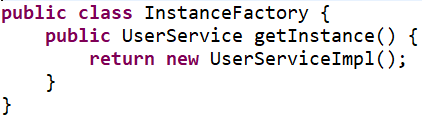 public class InstanceFactory {
    public UserService getInstance() {
        return new UserServiceImpl();
    }
}